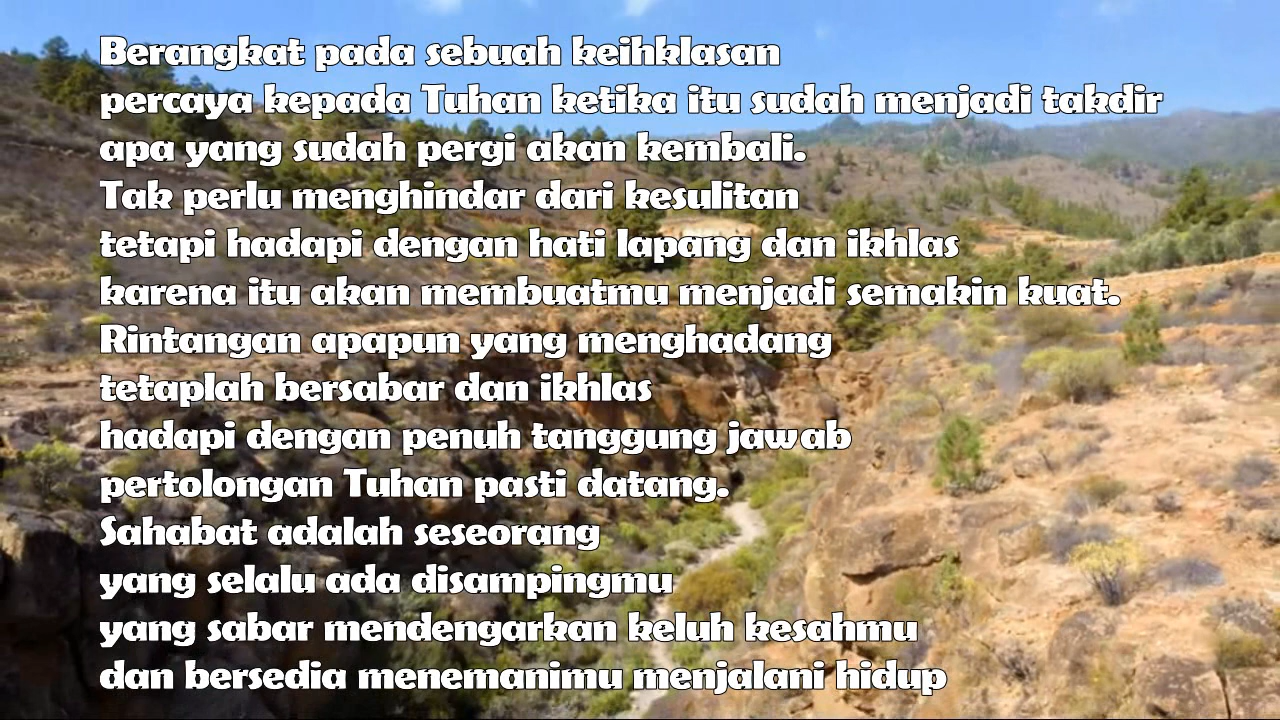 Berangkat pada sebuah keihklasan
percaya kepada Tuhan ketika itu sudah menjadi takdir
apa yang sudah pergi akan kembali.
Tak perlu menghindar dari kesulitan
tetapi hadapi dengan hati lapang dan ikhlas
karena itu akan membuatmu menjadi semakin kuat.
Rintangan apapun yang menghadang
tetaplah bersabar dan ikhlas
hadapi dengan penuh tanggung jawab
pertolongan Tuhan pasti datang.
Sahabat adalah seseorang
yang selalu ada disampingmu
yang sabar mendengarkan keluh kesahmu
dan bersedia menemanimu menjalani hidup